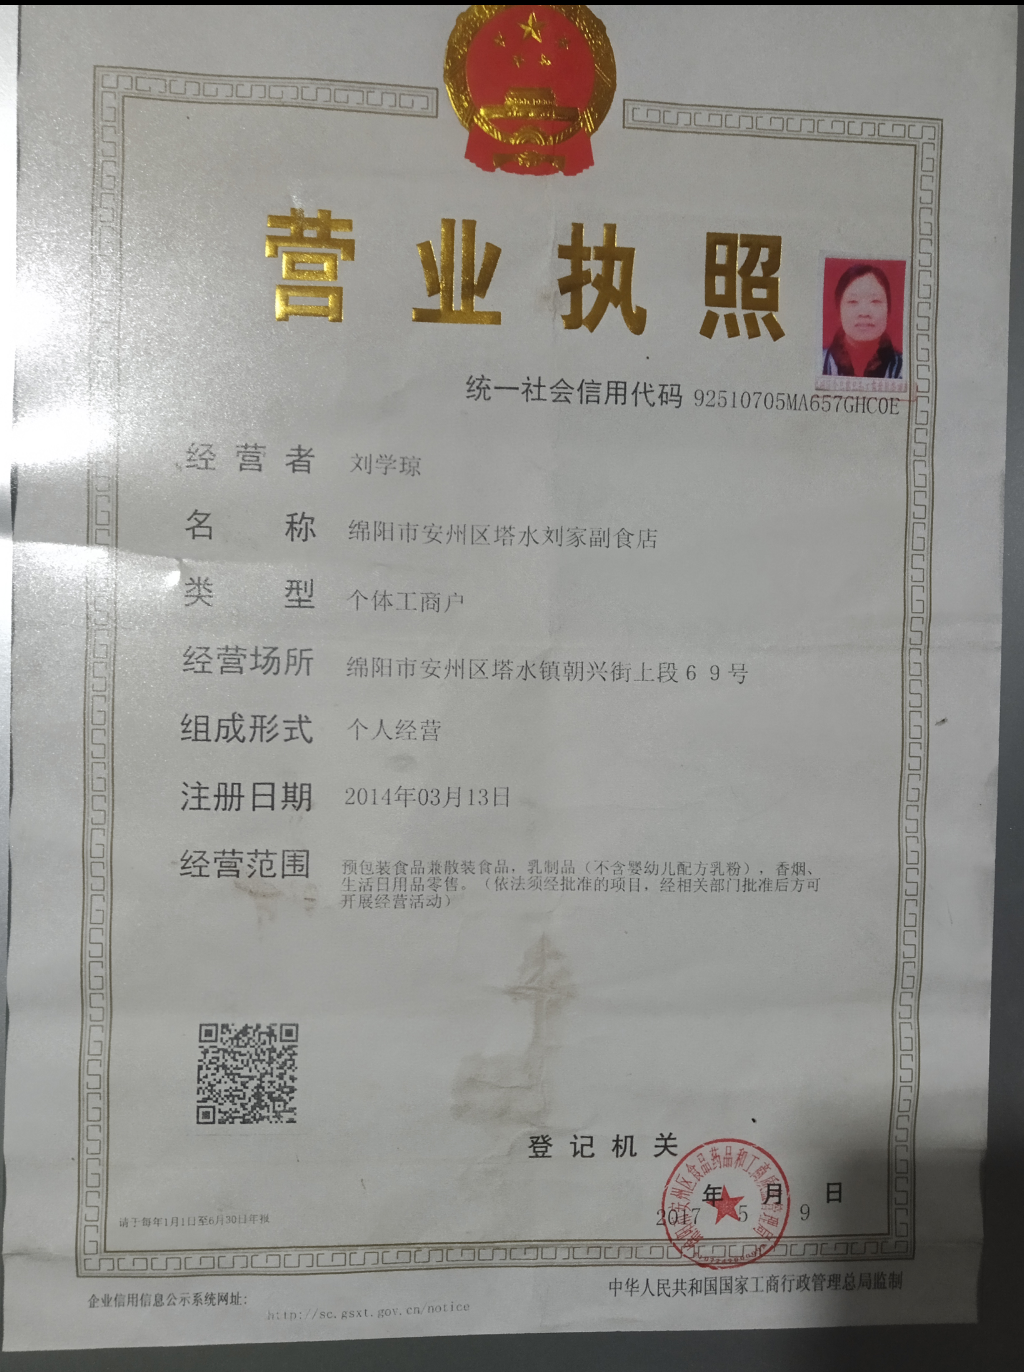 营业执照
统一社会信用代码 92510705MA657GHC0E
经营者 刘学琼
名称 绵阳市安州区塔水刘家副食店
类型 个体工商户
经营场所 绵阳市安州区塔水镇朝兴街上段69号
组成形式 个人经营
注册日期 2014年03月13日
经营范围 预包装食品兼散装食品，乳制品（不含婴幼儿配方乳粉），香烟、
生活日用品零售。（依法须经批准的项目，经相关部门批准后方可
开展经营活动）
登记机关
年 月 日
2017 5 9
请于每年1月1日至6月30日年报
中华人民共和国国家工商行政管理总局监制
企业信用信息公示系统网址：
http://sc.gsxt.gov.cn/notice